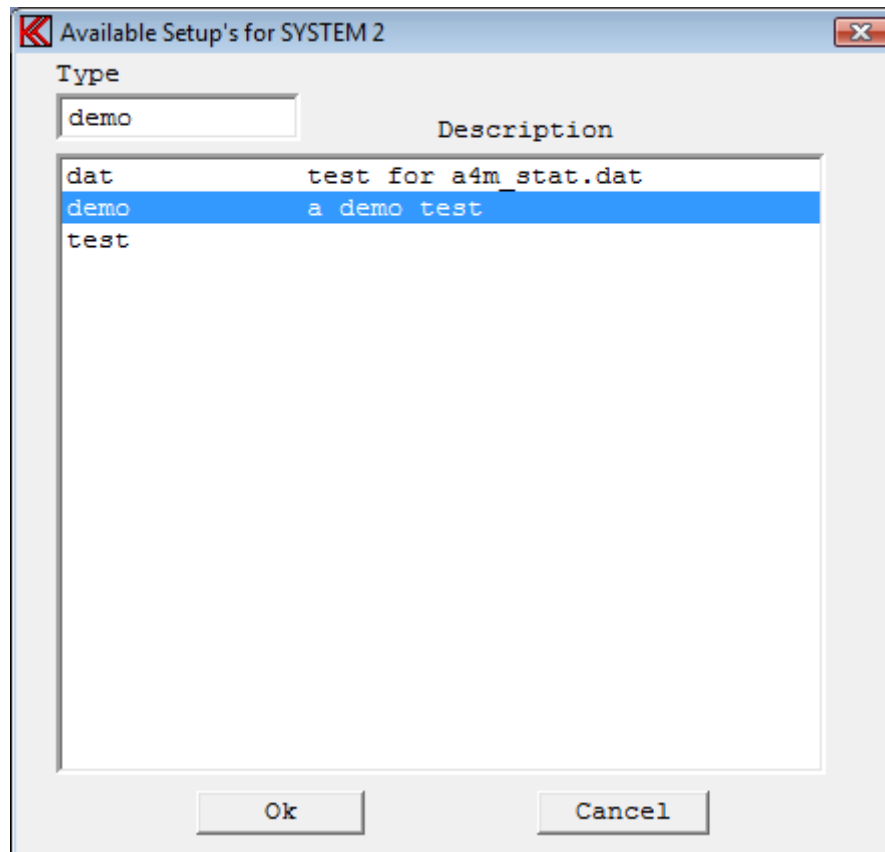 Available Setup's for SYSTEM 2
Type
demo
Description
dat test for a4m_stat.dat
demo a demo test
test
Ok Cancel